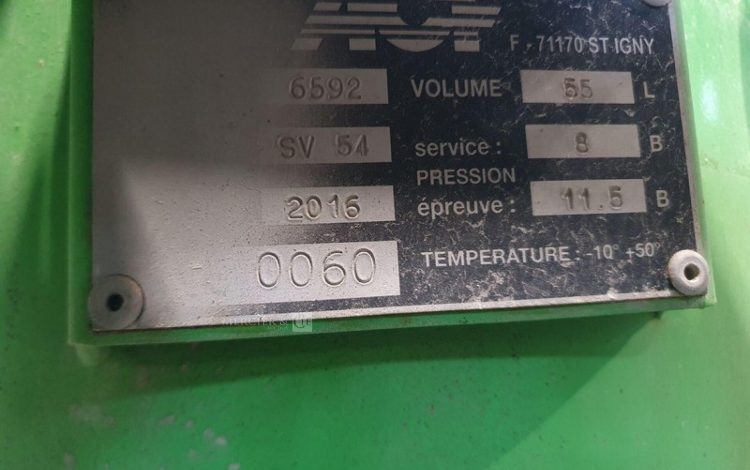 ACF
F - 71170 ST IGNY
6592 VOLUME 55 L
SV 54 service : 8 B
PRESSION
2016 épreuve : 11.5 B
0060 TEMPERATURE : -10° +50°